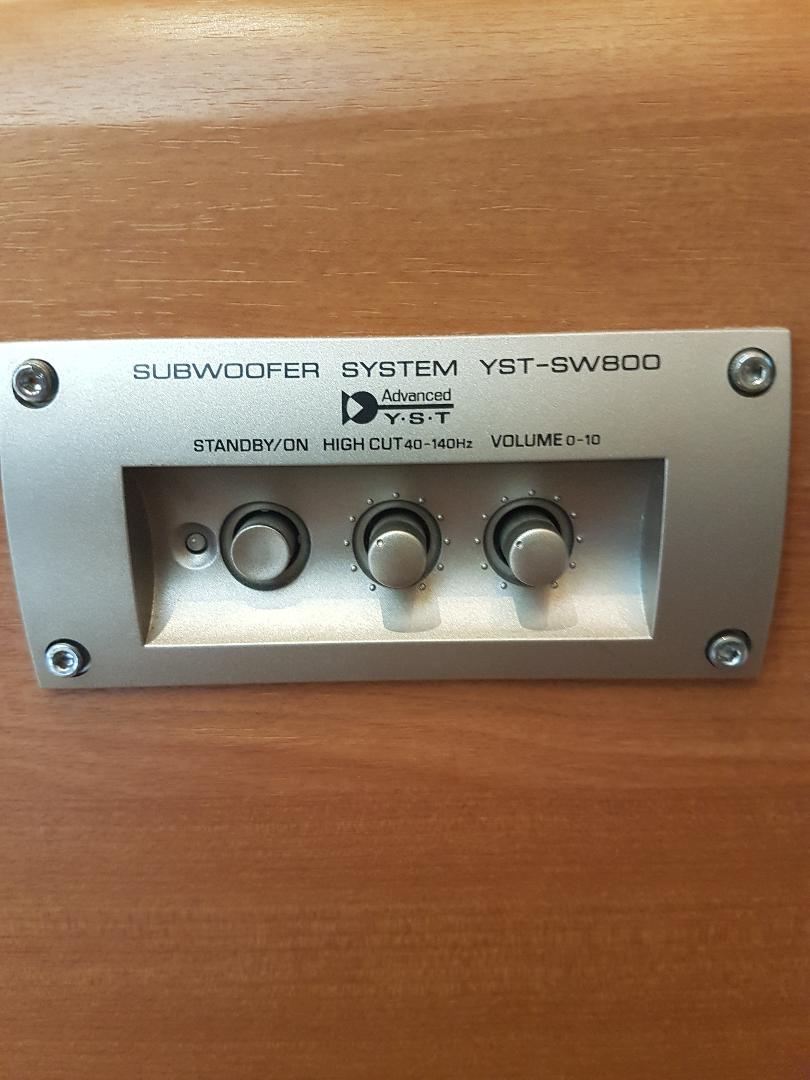 SUBWOOFER SYSTEM YST-SW800
Advanced
Y·S·T
STANDBY/ON HIGH CUT 40-140Hz VOLUME 0-10